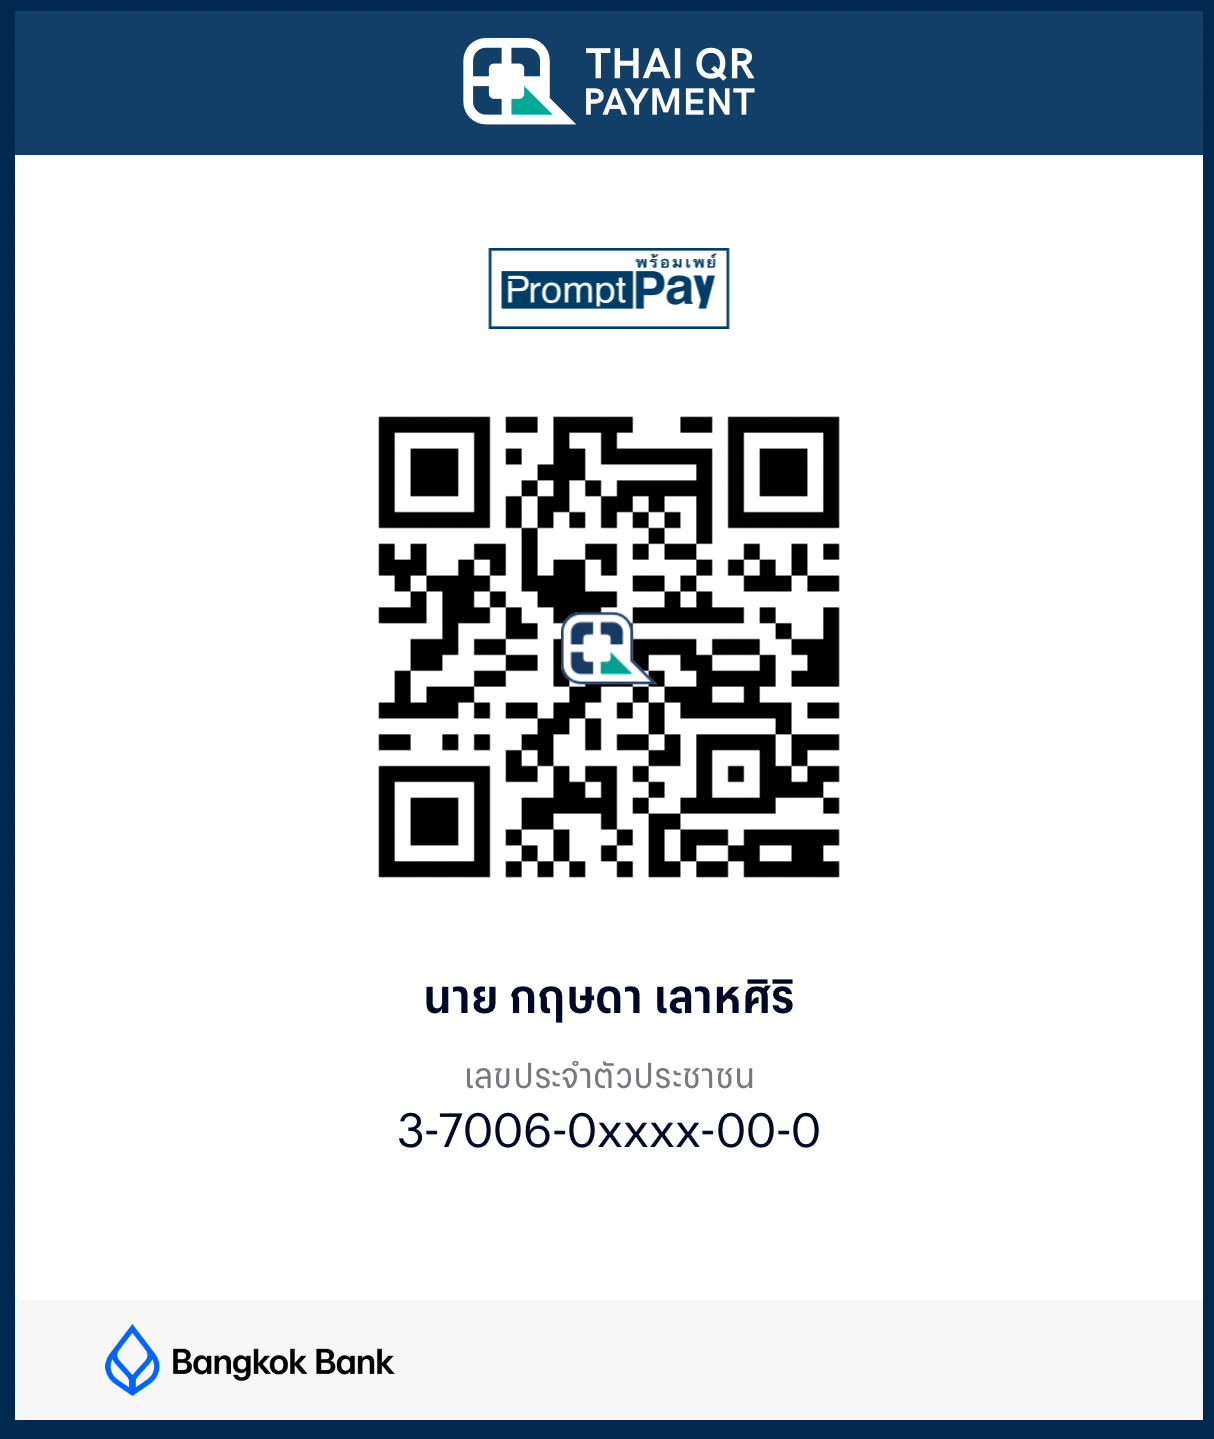 THAI QR
PAYMENT
พร้อมเพย์
PromptPay
นาย กฤษดา เลาหศิริ
เลขประจำตัวประชาชน
3-7006-0xxxx-00-0
Bangkok Bank